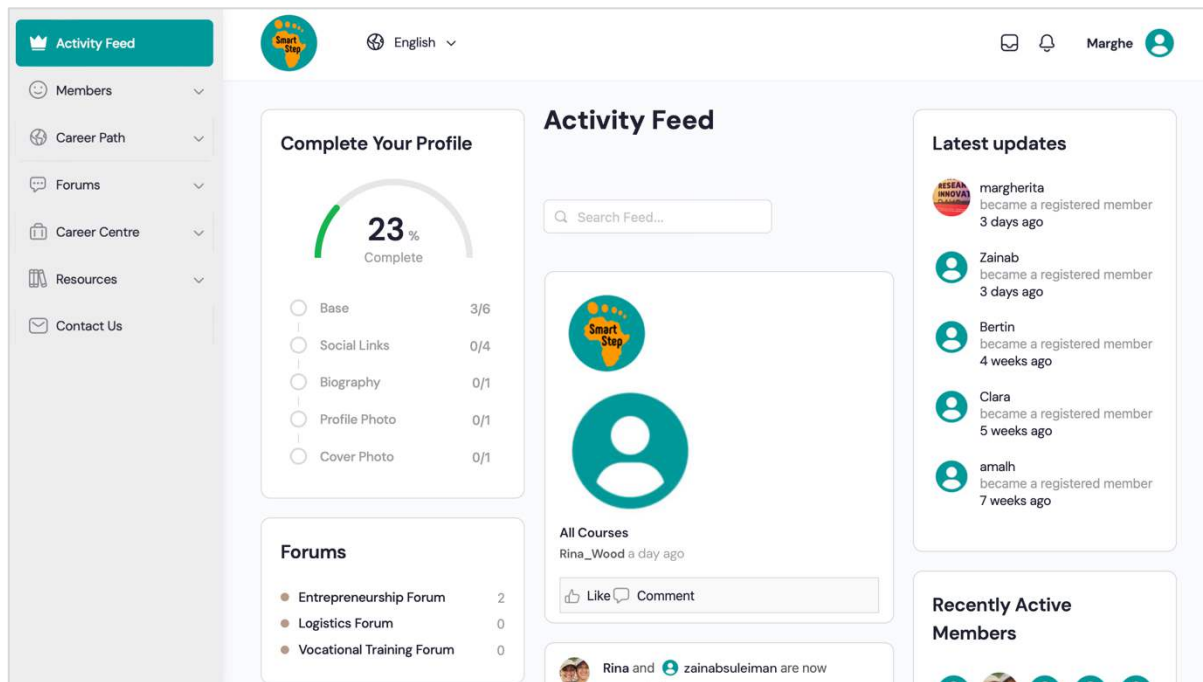 Activity Feed
Members
Career Path
Forums
Career Centre
Resources
Contact Us
Smart
Step
English
Marghe
Complete Your Profile
23 %
Complete
Base 3/6
Social Links 0/4
Biography 0/1
Profile Photo 0/1
Cover Photo 0/1
Forums
Entrepreneurship Forum 2
Logistics Forum 0
Vocational Training Forum 0
Activity Feed
Search Feed...
Smart
Step
All Courses
Rina_Wood a day ago
Like Comment
Rina and zainabsuleiman are now
Latest updates
margherita
became a registered member
3 days ago
Zainab
became a registered member
3 days ago
Bertin
became a registered member
4 weeks ago
Clara
became a registered member
5 weeks ago
amalh
became a registered member
7 weeks ago
Recently Active
Members